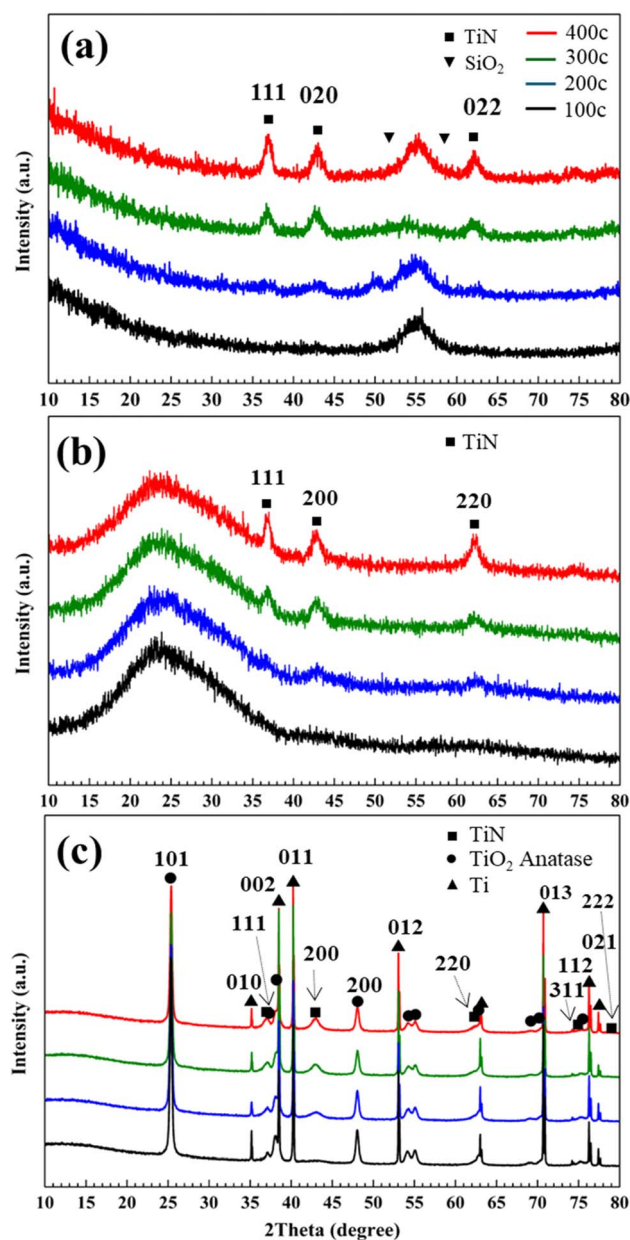 (a)
■ TiN
▼ SiO₂
400c
300c
200c
100c
111
020
022
Intensity (a.u.)
10 15 20 25 30 35 40 45 50 55 60 65 70 75 80
(b)
■ TiN
111
200
220
Intensity (a.u.)
10 15 20 25 30 35 40 45 50 55 60 65 70 75 80
(c)
■ TiN
● TiO₂ Anatase
▲ Ti
101
011
002
111
200
010
200
012
220
013
222
021
112
311
Intensity (a.u.)
10 15 20 25 30 35 40 45 50 55 60 65 70 75 80
2Theta (degree)